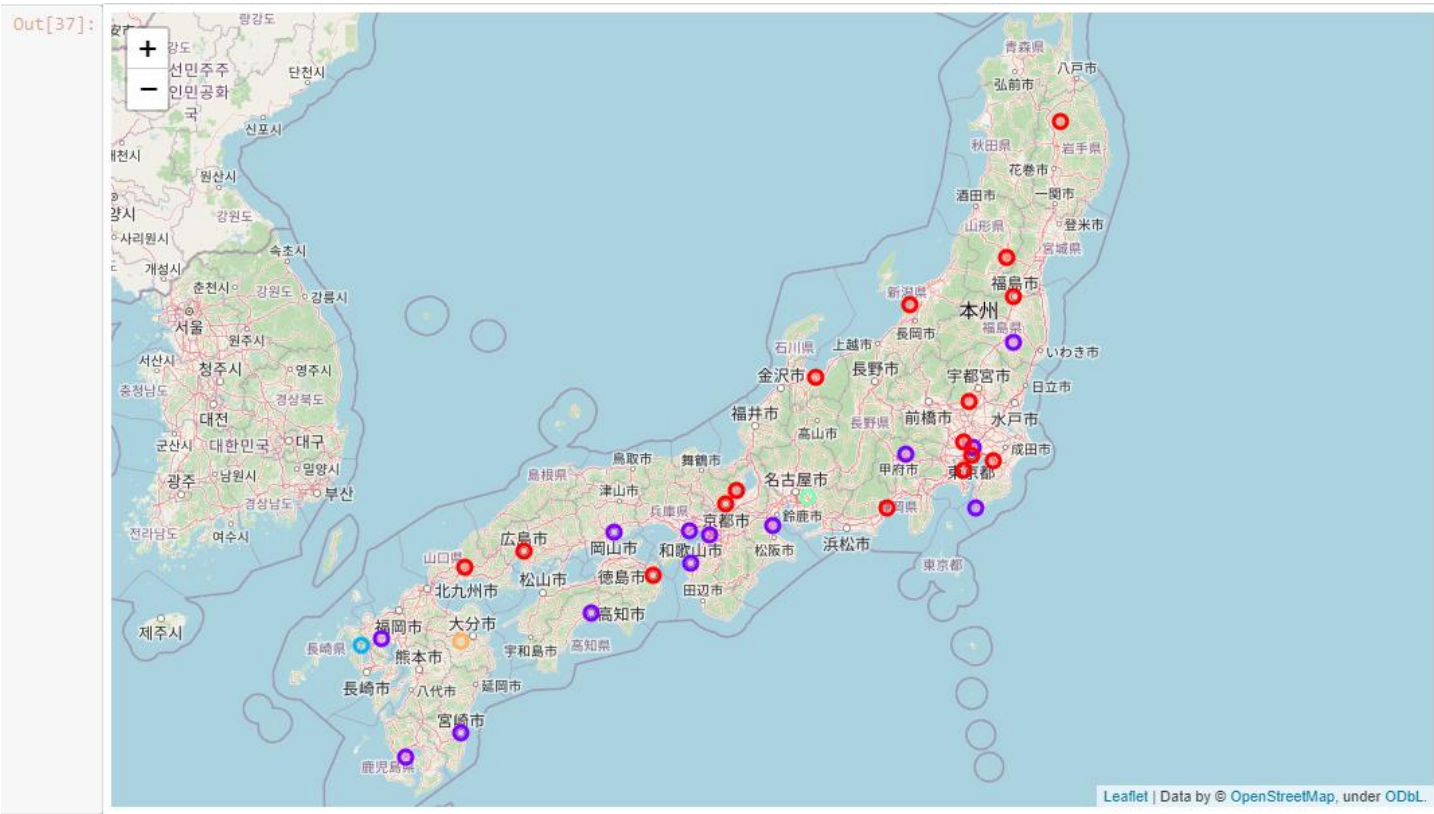 Out[37]:
+
−
량강도
선민주주
인민공화
국
단천시
신포시
원산시
강원도
사리원시
속초시
개성시
춘천시
강원도
강릉시
서울
원주시
서산시
청주시
영주시
충청남도
경상북도
대전
군산시
대한민국
대구
밀양시
광주
남원시
부산
경상남도
전라남도
여수시
제주시
青森県
八戸市
弘前市
秋田県
岩手県
花巻市
酒田市
一関市
山形県
登米市
宮城県
福島市
新潟県
本州
福島県
長岡市
いわき市
石川県
上越市
金沢市
長野市
宇都宮市
日立市
福井市
前橋市
水戸市
長野県
高山市
成田市
甲府市
東京都
鳥取市
舞鶴市
島根県
名古屋市
津山市
兵庫県
京都市
鈴鹿市
岡県
広島市
岡山市
和歌山市
松阪市
浜松市
山口県
北九州市
松山市
徳島市
田辺市
東京都
福岡市
大分市
高知市
長崎県
熊本市
宇和島市
高知県
長崎市
八代市
延岡市
宮崎市
鹿児島県
Leaflet | Data by © OpenStreetMap, under ODbL.